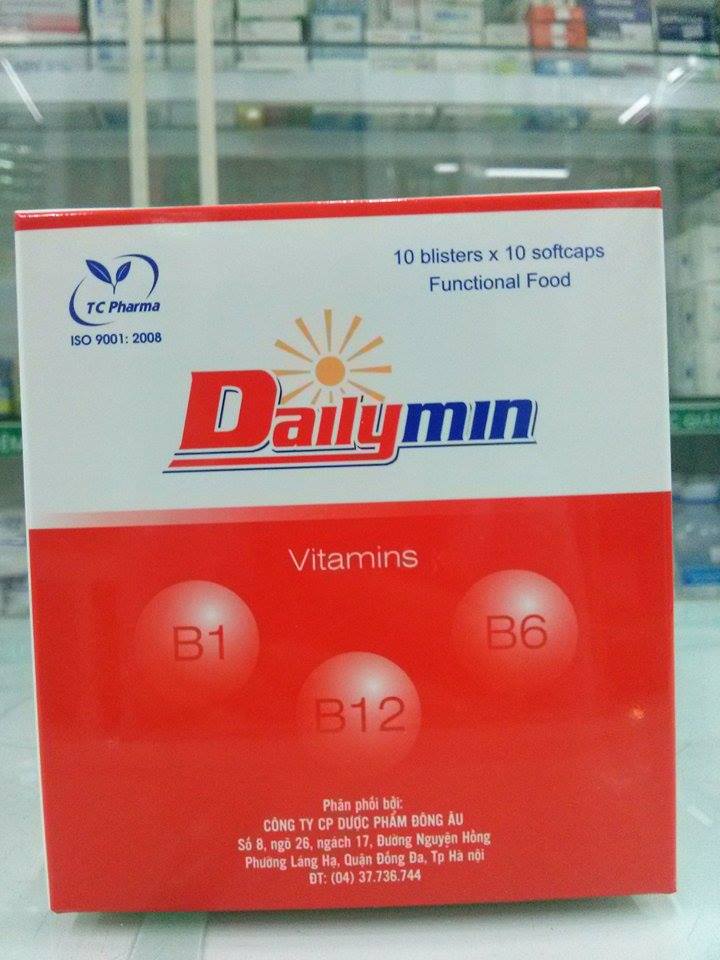 10 blisters x 10 softcaps
Functional Food
TC Pharma
ISO 9001: 2008
Dailymin
Vitamins
B1
B6
B12
Phân phối bởi:
CÔNG TY CP DƯỢC PHẨM ĐÔNG ÂU
Số 8, ngõ 26, ngách 17, Đường Nguyên Hồng
Phường Láng Hạ, Quận Đống Đa, Tp Hà nội
ĐT: (04) 37.736.744